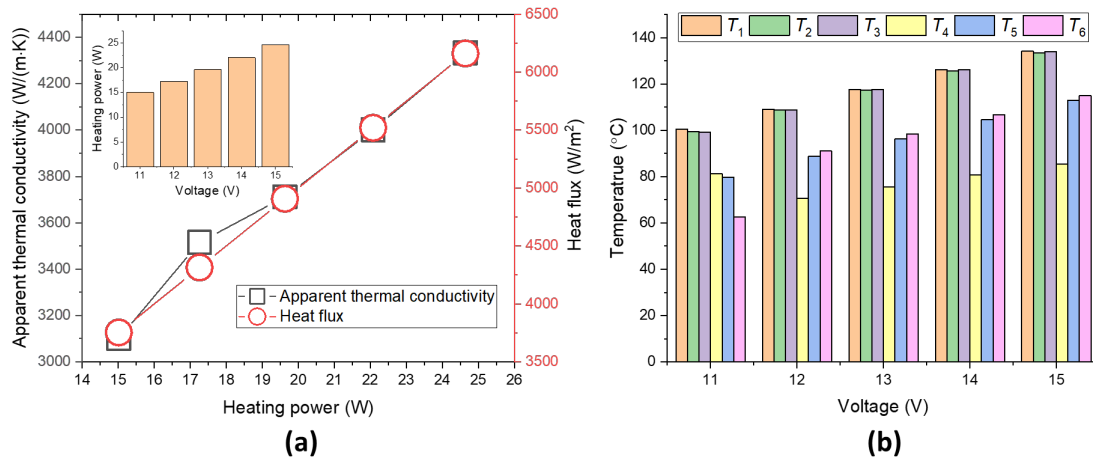 Apparent thermal conductivity (W/(m·K))
4400
4200
4000
3800
3600
3400
3200
3000
14 15 16 17 18 19 20 21 22 23 24 25 26
Heating power (W)
6500
6000
5500
5000
4500
4000
3500
Heat flux (W/m²)
Heating power (W)
25
20
15
10
5
0
11 12 13 14 15
Voltage (V)
Apparent thermal conductivity
Heat flux
(a)
T1 T2 T3 T4 T5 T6
Temperatrue (°C)
140
120
100
80
60
40
20
0
11 12 13 14 15
Voltage (V)
(b)